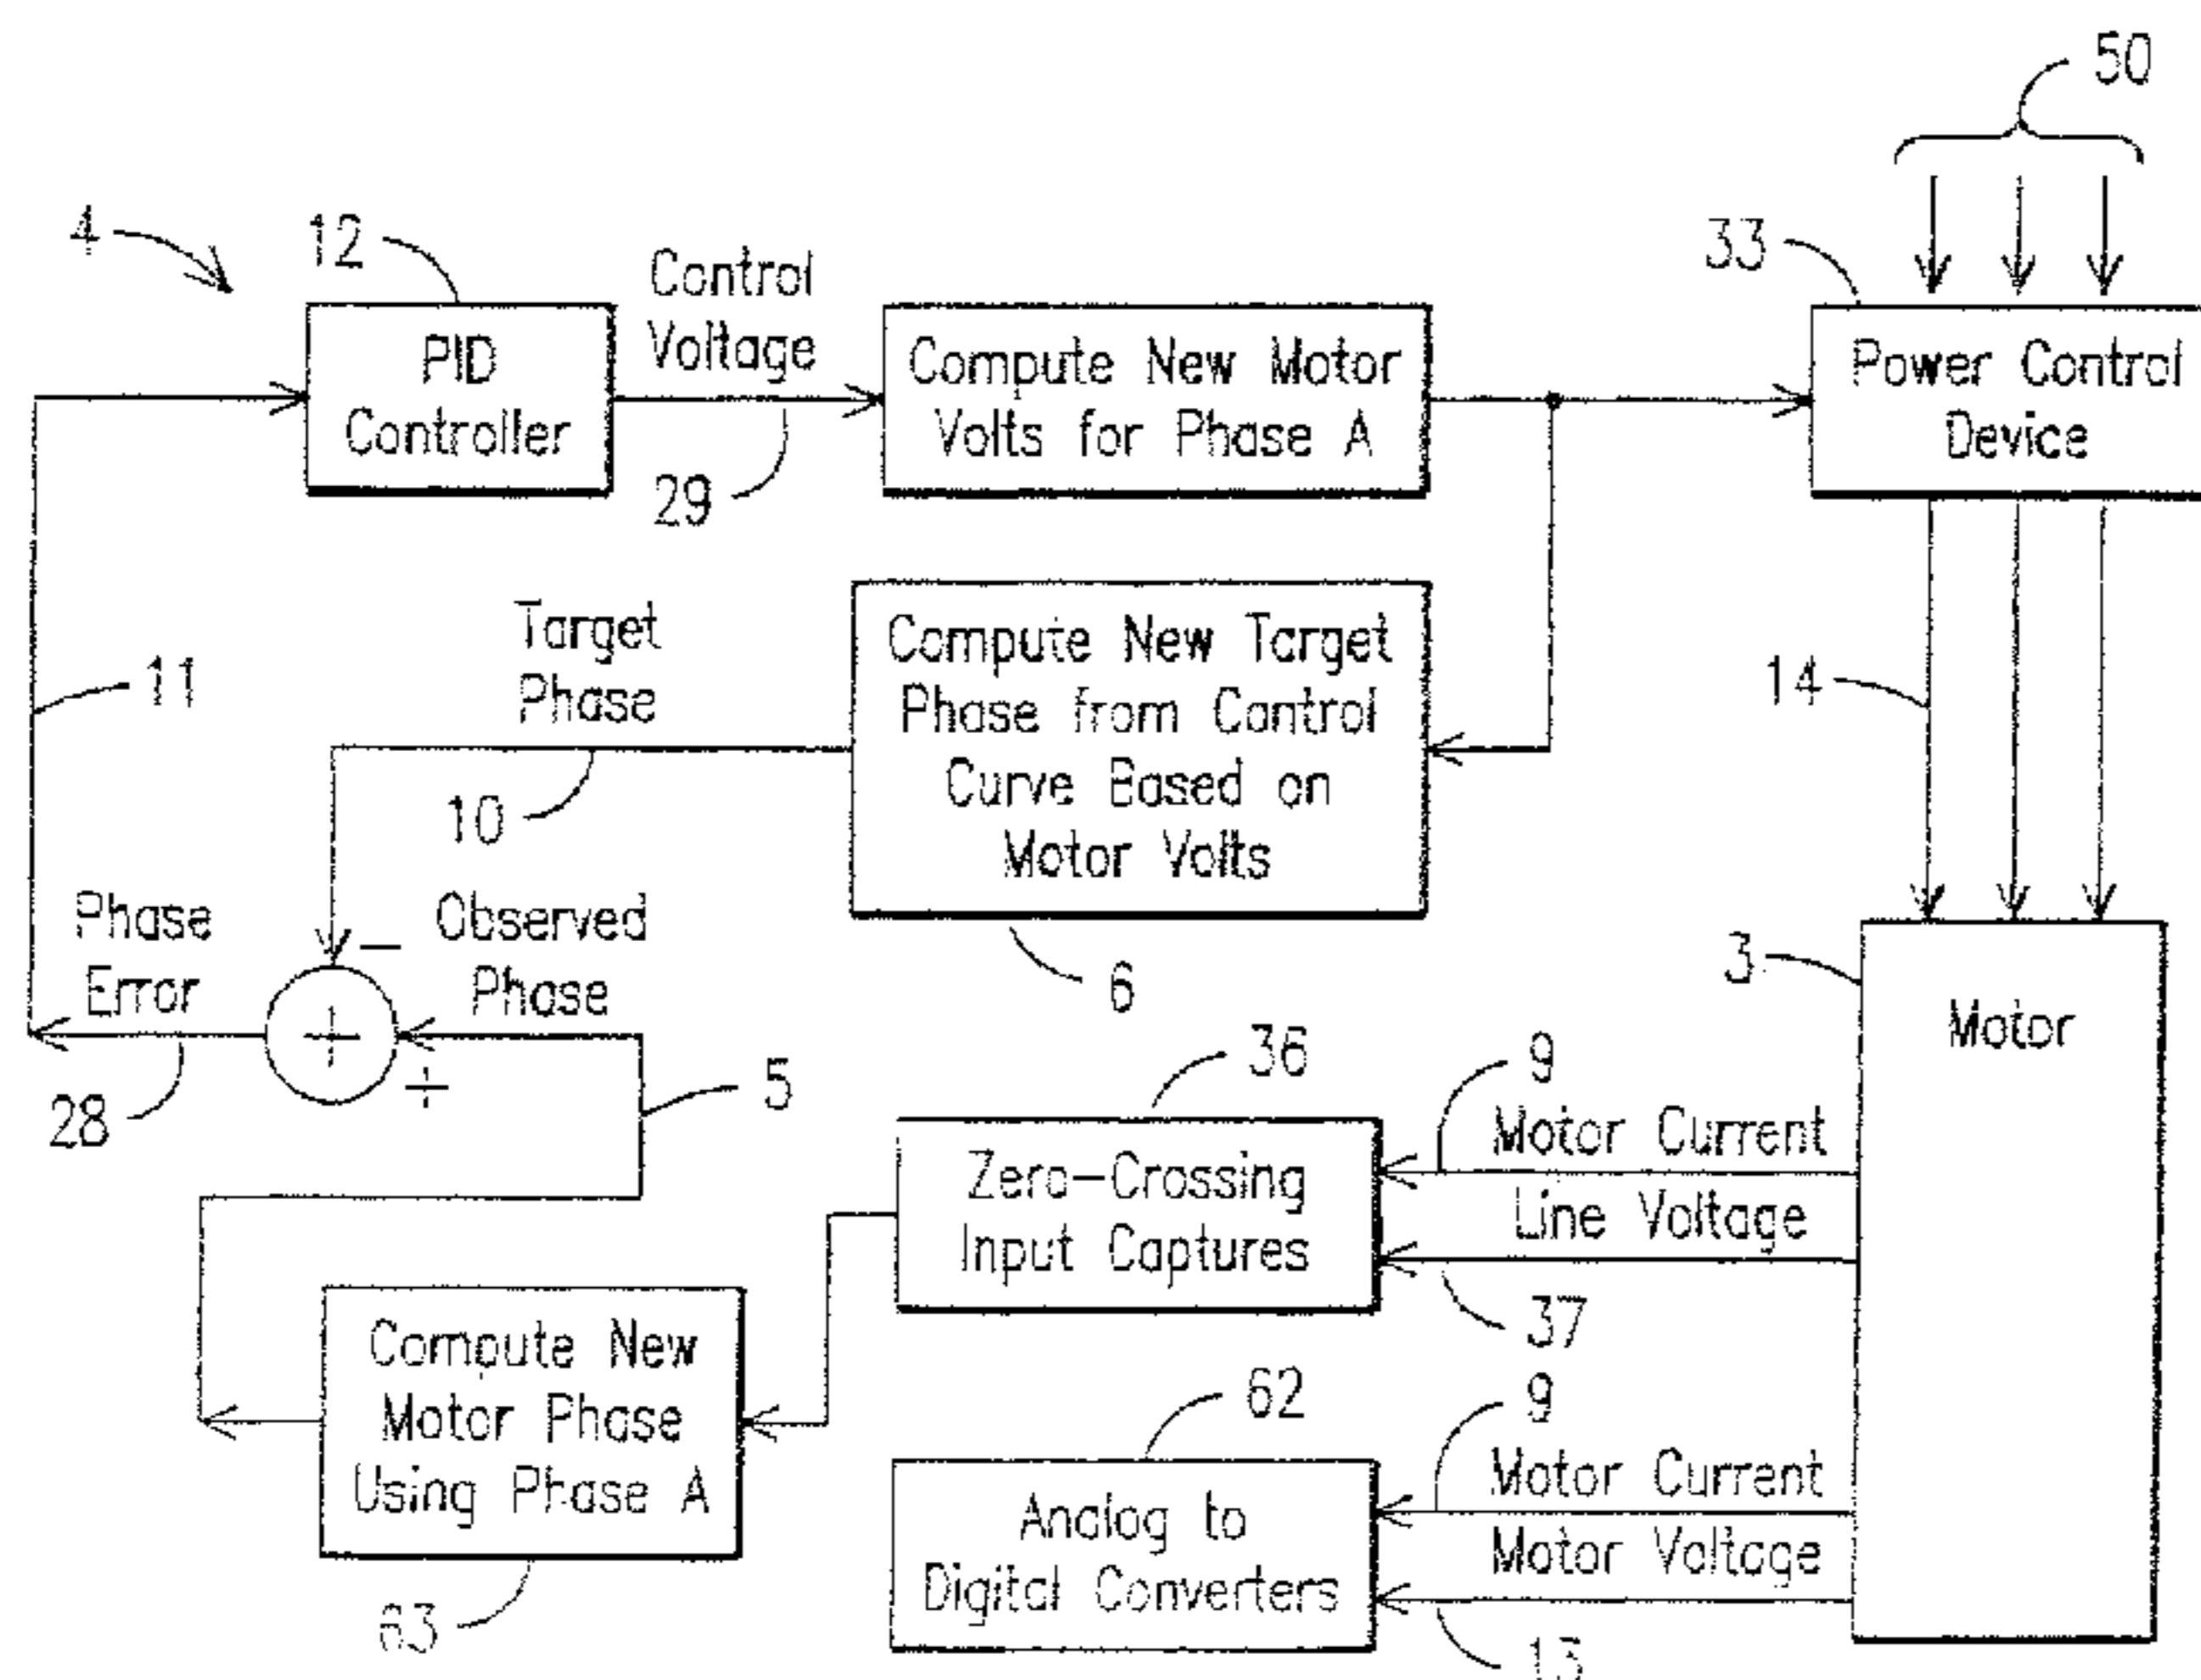 50
4
12
33
Control
Voltage
PID
Controller
Compute New Motor
Volts for Phase A
Power Control
Device
29
Target
Phase
Compute New Target
Phase from Control
Curve Based on
Motor Volts
11
14
10
Phase
Error
Observed
Phase
−
+
+
6
3
Motor
28
5
36
9
Motor Current
Zero-Crossing
Input Captures
Line Voltage
37
Compute New
Motor Phase
Using Phase A
62
9
Motor Current
Analog to
Digital Converters
Motor Voltage
63
13